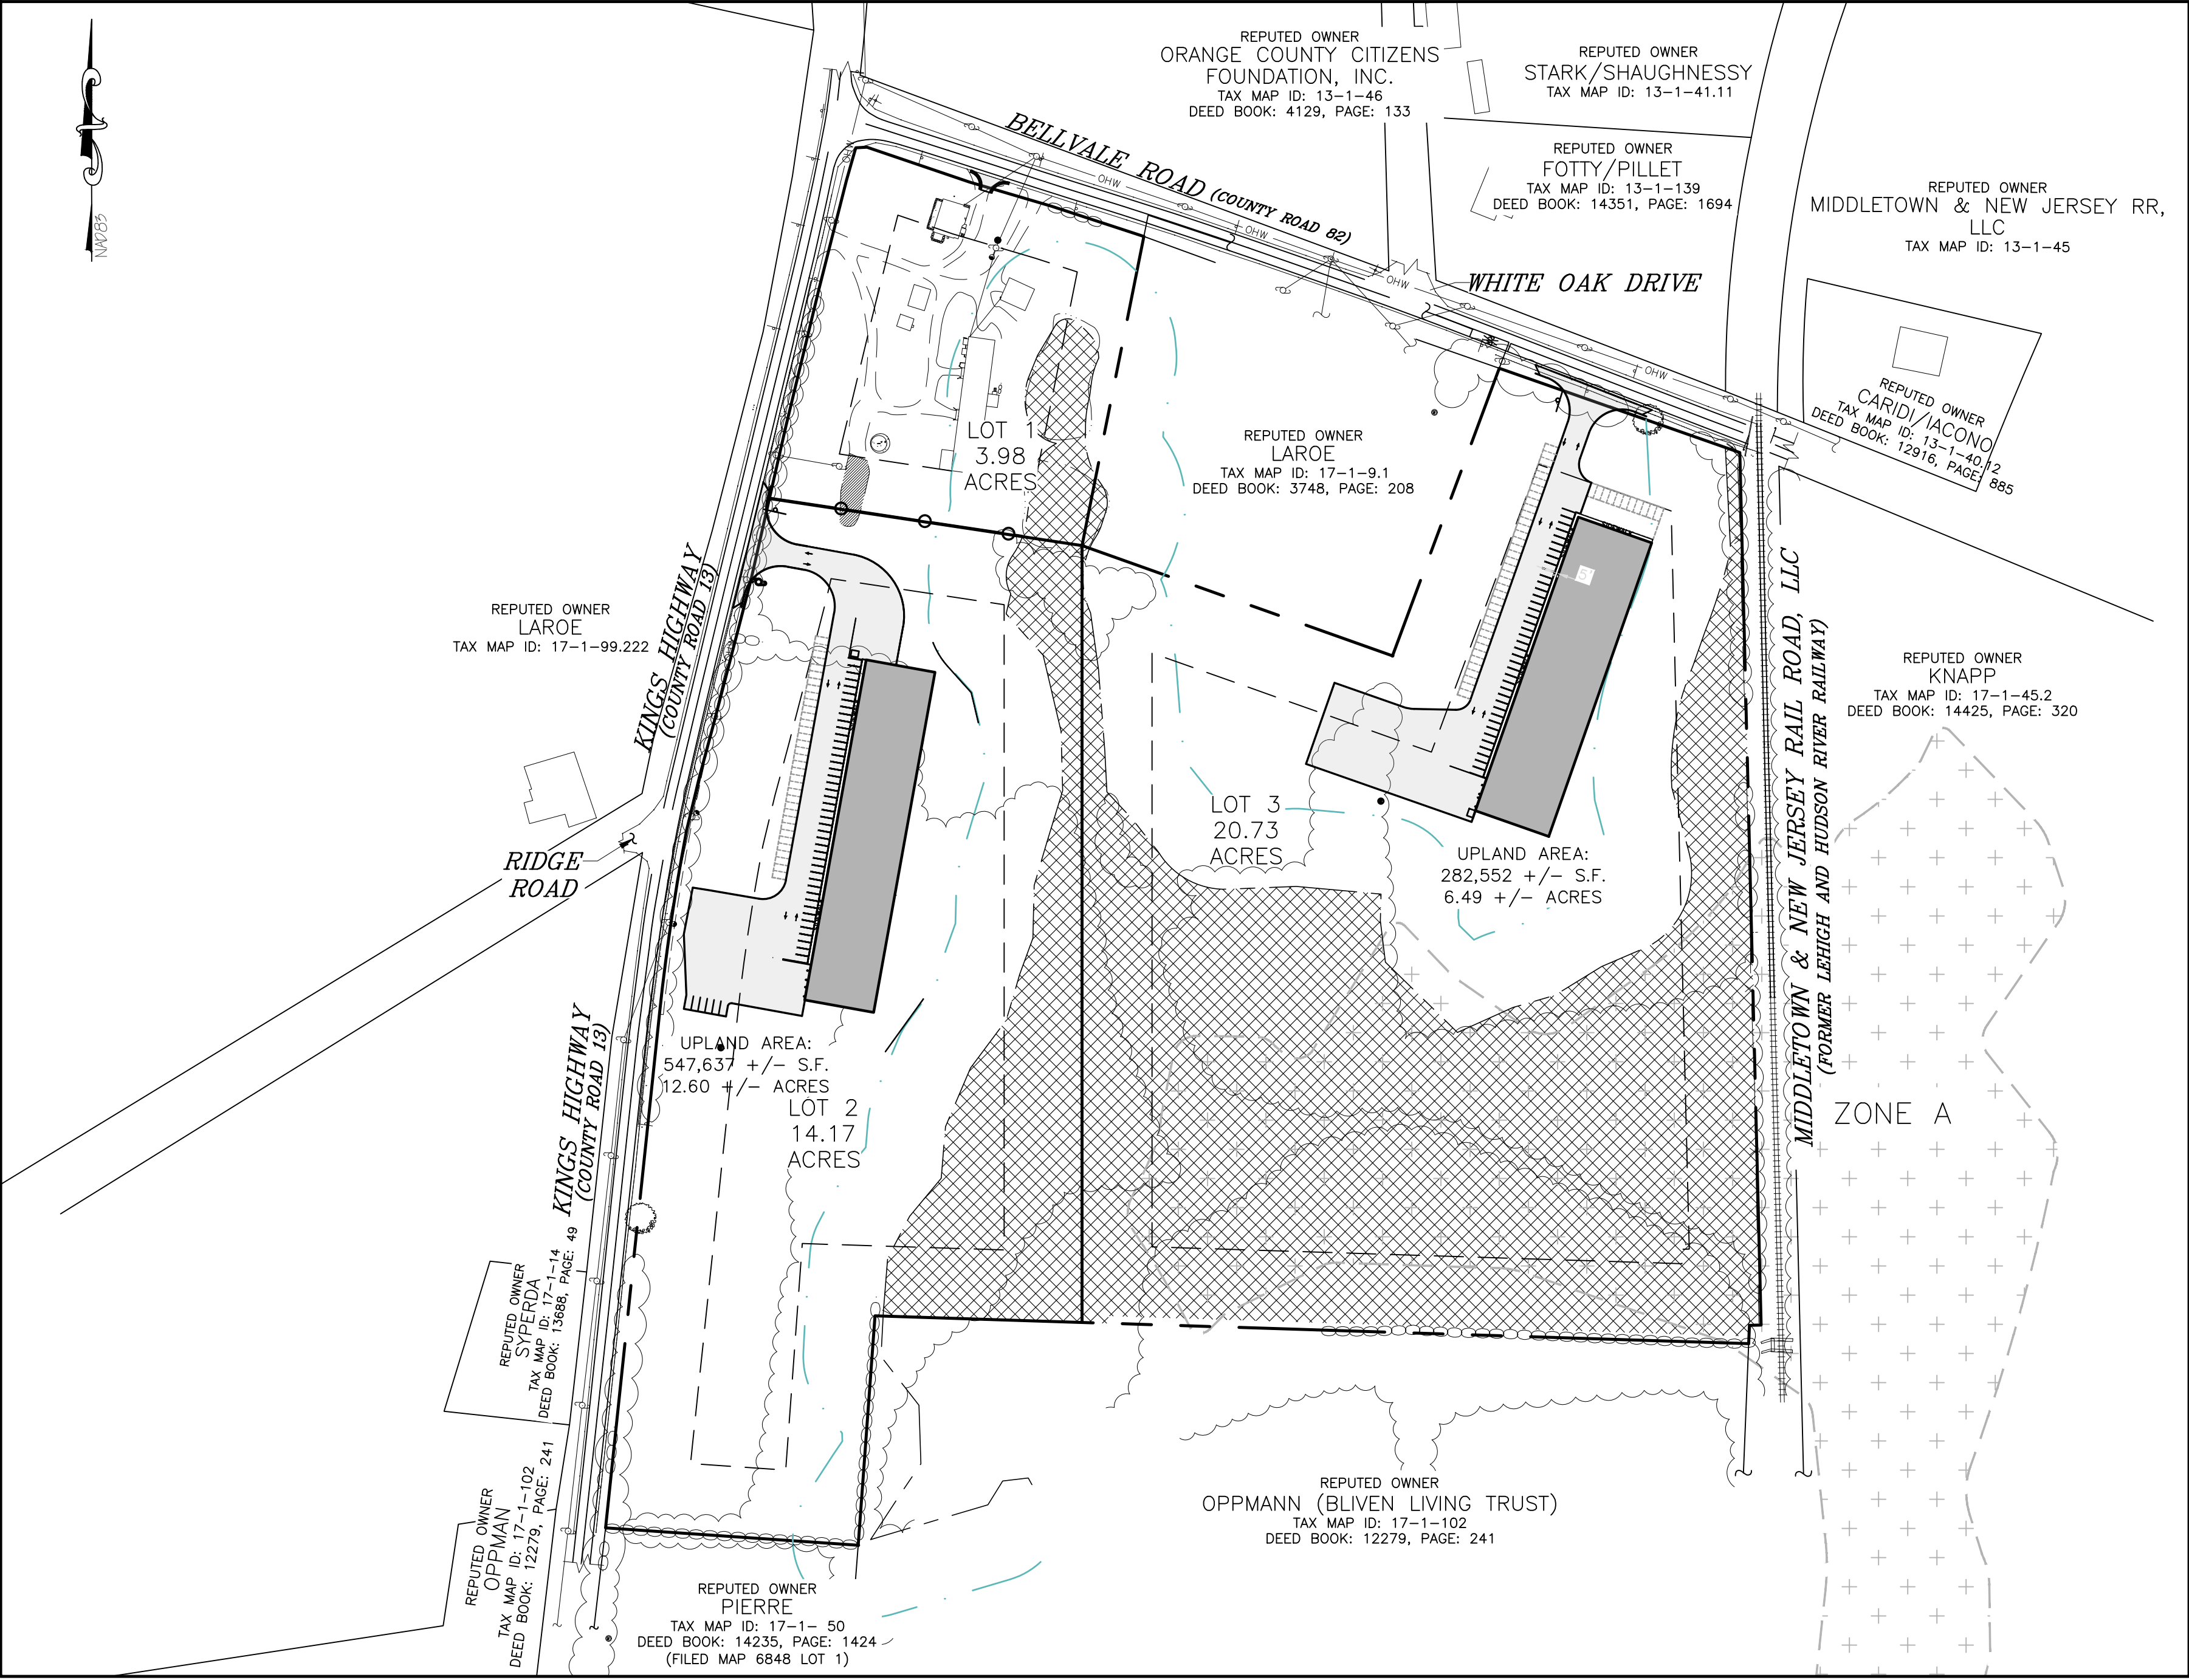 NAD83
REPUTED OWNER
ORANGE COUNTY CITIZENS
FOUNDATION, INC.
TAX MAP ID: 13-1-46
DEED BOOK: 4129, PAGE: 133
REPUTED OWNER
STARK/SHAUGHNESSY
TAX MAP ID: 13-1-41.11
REPUTED OWNER
FOTTY/PILLET
TAX MAP ID: 13-1-139
DEED BOOK: 14351, PAGE: 1694
REPUTED OWNER
MIDDLETOWN & NEW JERSEY RR,
LLC
TAX MAP ID: 13-1-45
BELLVALE ROAD (COUNTY ROAD 82)
OHW
OHW
OHW
OHW
OHW
WHITE OAK DRIVE
REPUTED OWNER
CARIDI/IACONO
TAX MAP ID: 13-1-40.12
DEED BOOK: 12916, PAGE: 885
LOT 1
3.98
ACRES
REPUTED OWNER
LAROE
TAX MAP ID: 17-1-9.1
DEED BOOK: 3748, PAGE: 208
5'
REPUTED OWNER
LAROE
TAX MAP ID: 17-1-99.222
KINGS HIGHWAY
(COUNTY ROAD 13)
MIDDLETOWN & NEW JERSEY RAIL ROAD, LLC
(FORMER LEHIGH AND HUDSON RIVER RAILWAY)
REPUTED OWNER
KNAPP
TAX MAP ID: 17-1-45.2
DEED BOOK: 14425, PAGE: 320
LOT 3
20.73
ACRES
UPLAND AREA:
282,552 +/- S.F.
6.49 +/- ACRES
RIDGE
ROAD
UPLAND AREA:
547,637 +/- S.F.
12.60 +/- ACRES
LOT 2
14.17
ACRES
ZONE A
KINGS HIGHWAY
(COUNTY ROAD 13)
REPUTED OWNER
SYPERDA
TAX MAP ID: 17-1-14
DEED BOOK: 13688, PAGE: 49
REPUTED OWNER
OPPMAN
TAX MAP ID: 17-1-102
DEED BOOK: 12279, PAGE: 241
REPUTED OWNER
OPPMANN (BLIVEN LIVING TRUST)
TAX MAP ID: 17-1-102
DEED BOOK: 12279, PAGE: 241
REPUTED OWNER
PIERRE
TAX MAP ID: 17-1- 50
DEED BOOK: 14235, PAGE: 1424
(FILED MAP 6848 LOT 1)